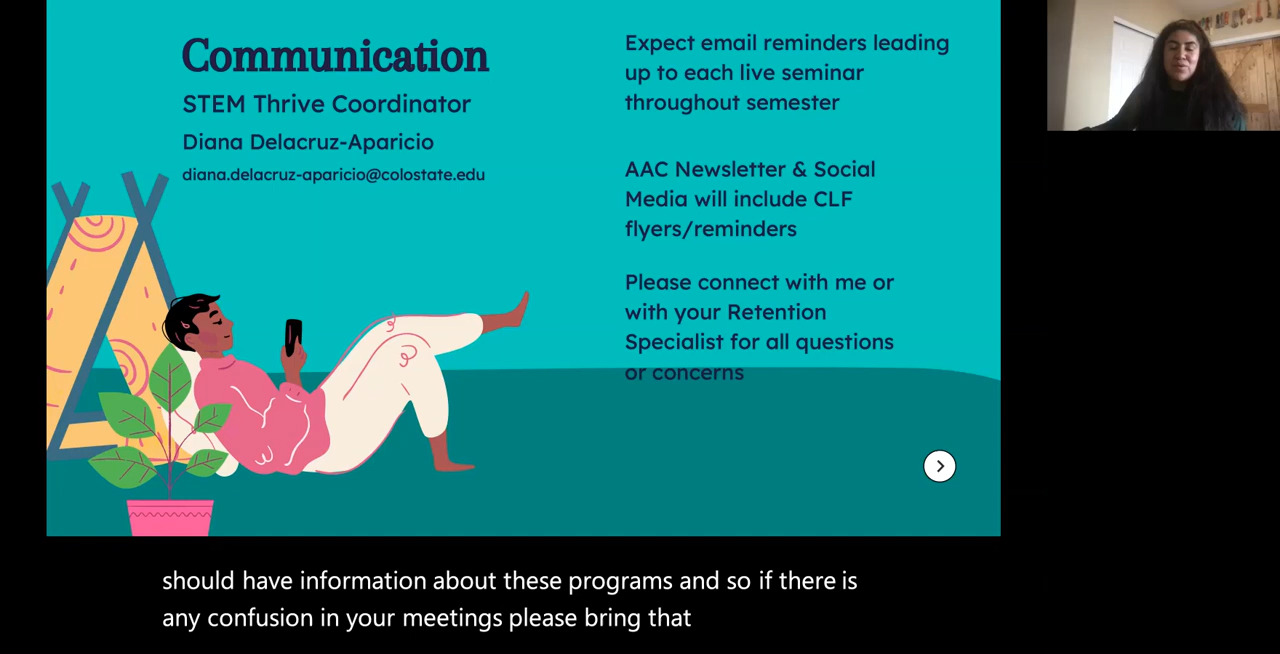 Communication
STEM Thrive Coordinator
Diana Delacruz-Aparicio
diana.delacruz-aparicio@colostate.edu
Expect email reminders leading
up to each live seminar
throughout semester
AAC Newsletter & Social
Media will include CLF
flyers/reminders
Please connect with me or
with your Retention
Specialist for all questions
or concerns
should have information about these programs and so if there is
any confusion in your meetings please bring that